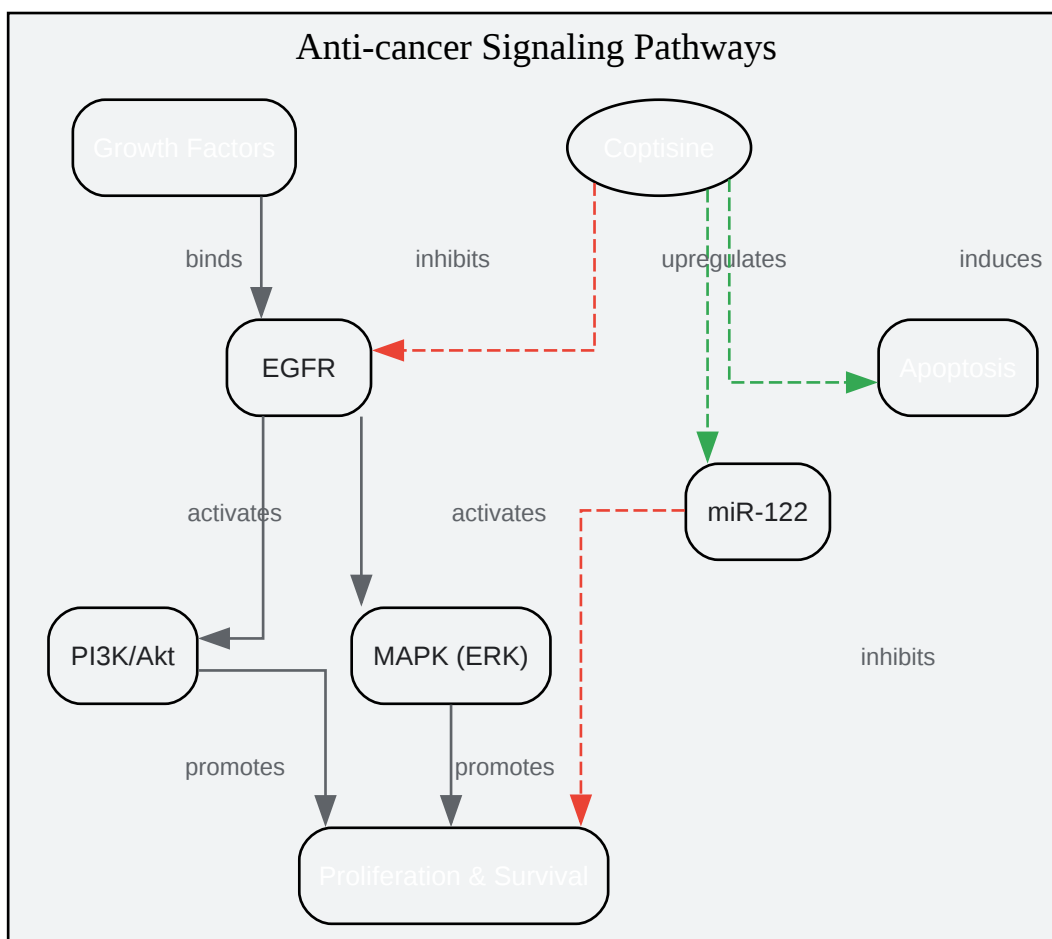 Anti-cancer Signaling Pathways
Growth Factors
Coptisine
binds
inhibits
upregulates
induces
EGFR
Apoptosis
activates
activates
miR-122
PI3K/Akt
MAPK (ERK)
inhibits
promotes
promotes
Proliferation & Survival